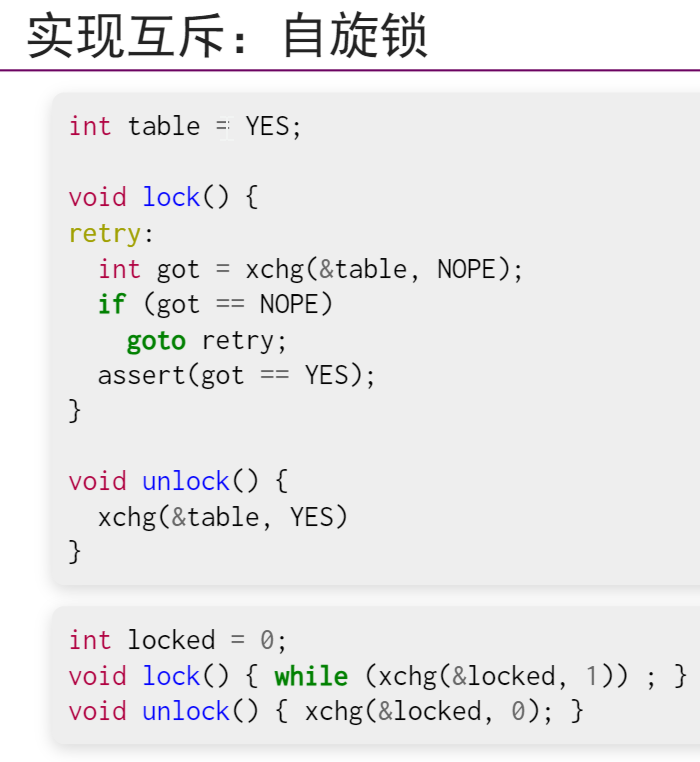 实现互斥：自旋锁
int table = YES;
void lock() {
retry:
  int got = xchg(&table, NOPE);
  if (got == NOPE)
    goto retry;
  assert(got == YES);
}
void unlock() {
  xchg(&table, YES)
}
int locked = 0;
void lock() { while (xchg(&locked, 1)) ; }
void unlock() { xchg(&locked, 0); }